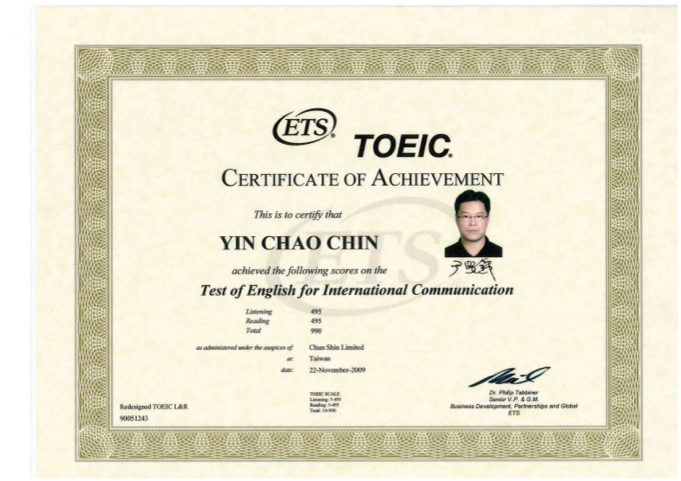 ETS
TOEIC
CERTIFICATE OF ACHIEVEMENT
This is to certify that
YIN CHAO CHIN
achieved the following scores on the
Test of English for International Communication
Listening 495
Reading 495
Total 990
as administered under the auspices of: Chun Shin Limited
at: Taiwan
date: 22-November-2009
TOEIC SCALE
Listening: 5-495
Reading: 5-495
Total: 10-990
Redesigned TOEIC L&R
90051243
Dr. Philip Tabbiner
Senior V.P. & G.M.
Business Development, Partnerships and Global
ETS